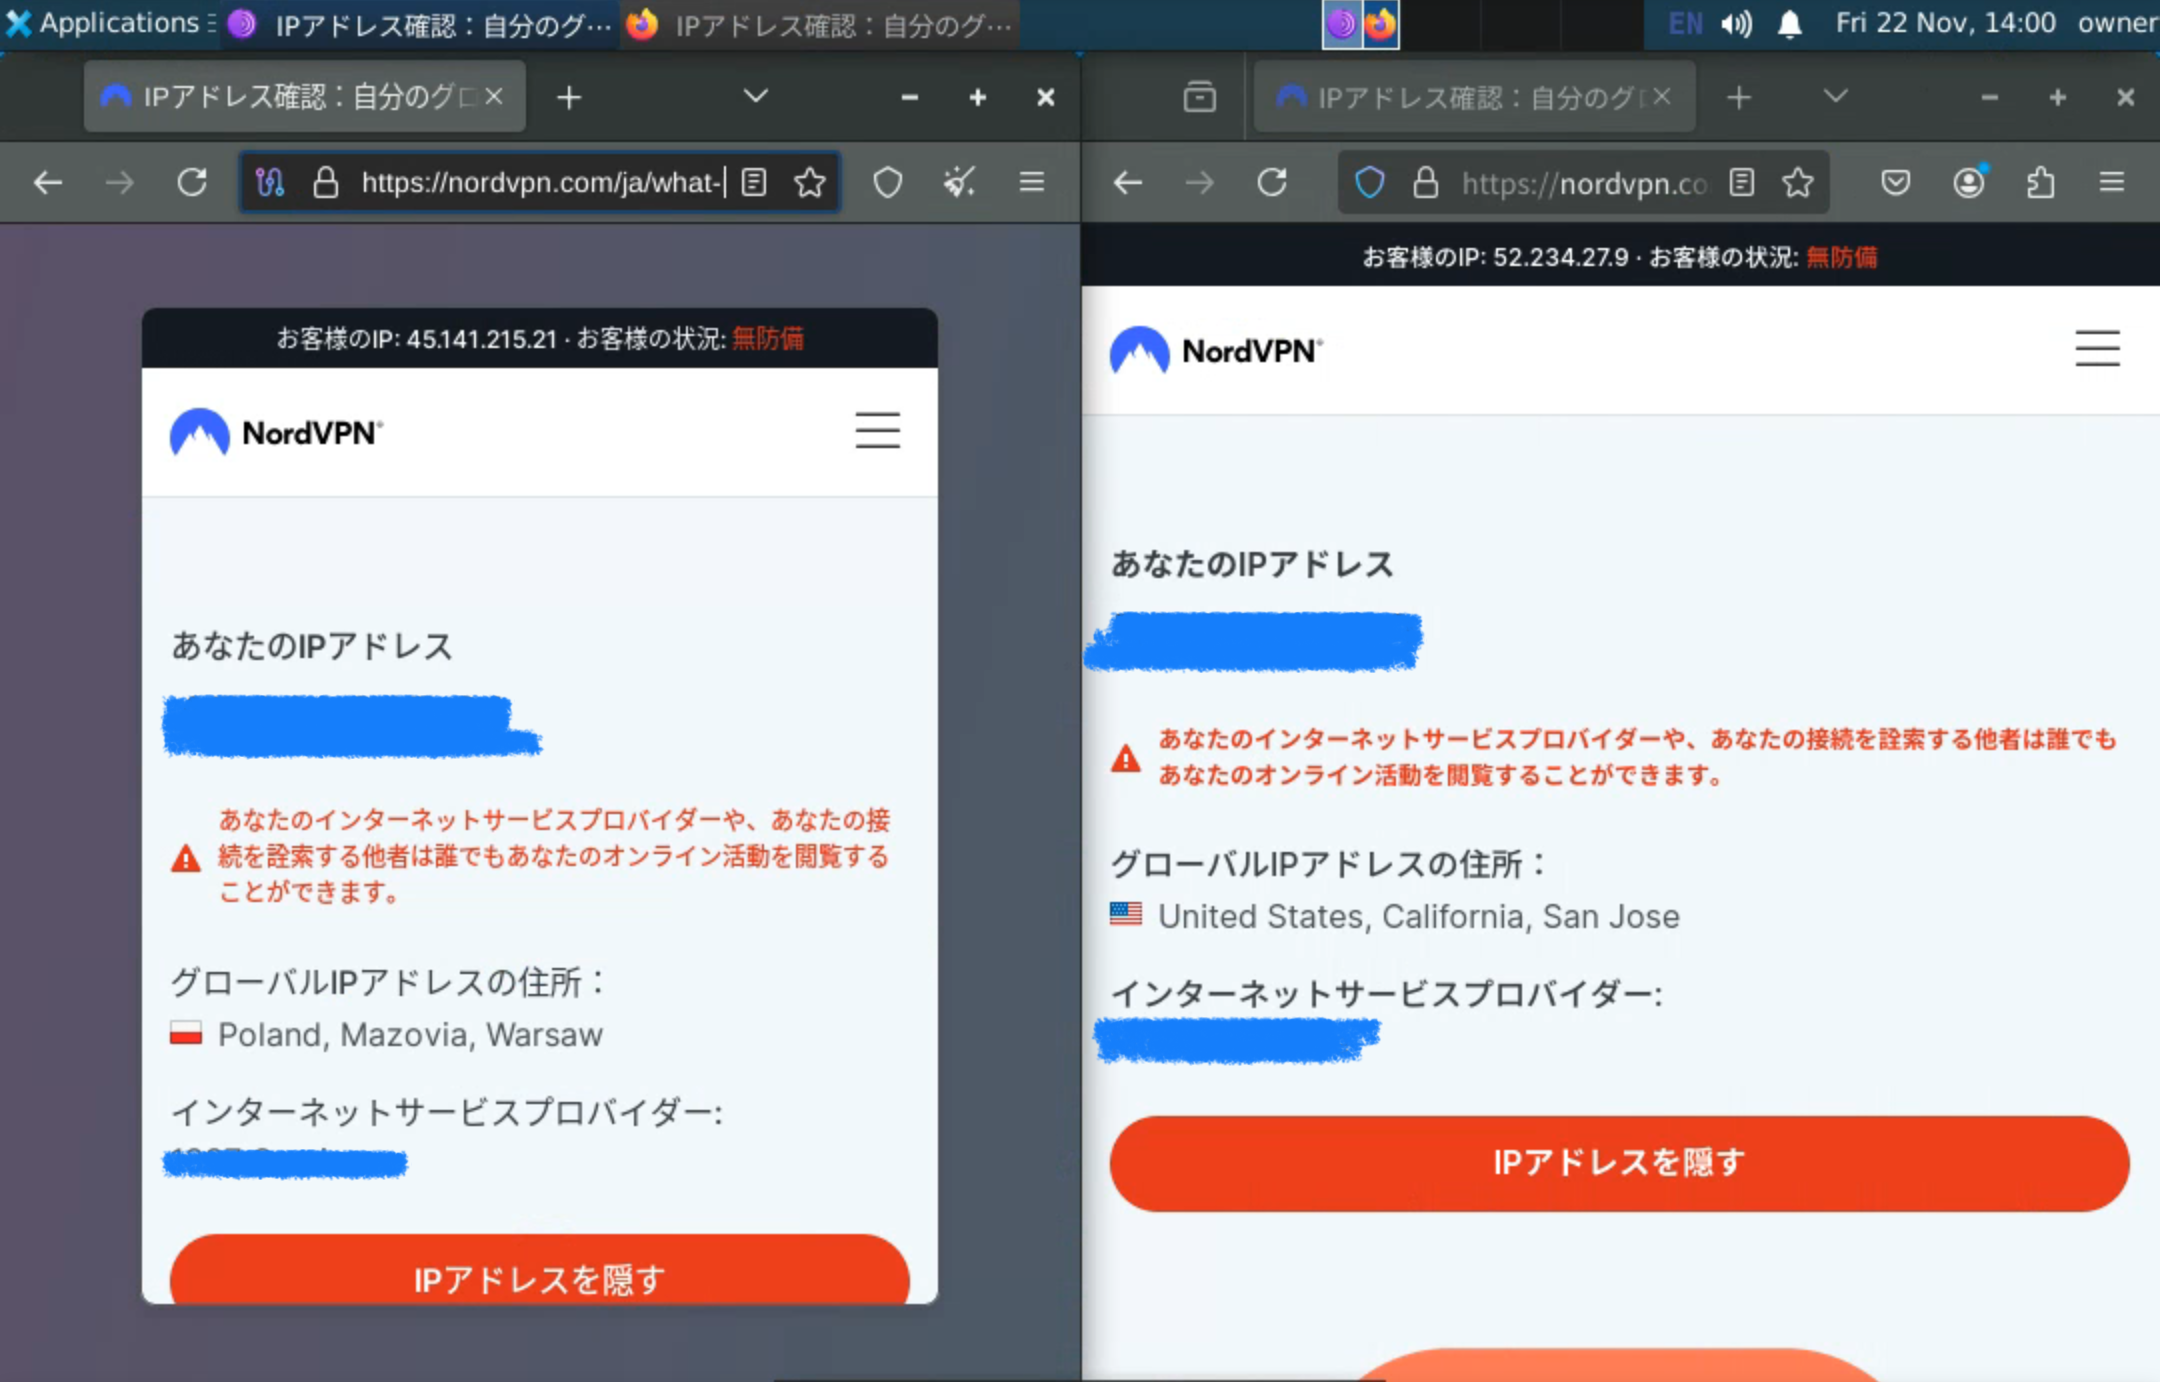 Applications
IPアドレス確認：自分のグ…
IPアドレス確認：自分のグ…
EN
Fri 22 Nov, 14:00
owner
IPアドレス確認：自分のグロ
https://nordvpn.com/ja/what-
お客様のIP: 45.141.215.21 · お客様の状況: 無防備
NordVPN®
あなたのIPアドレス
あなたのインターネットサービスプロバイダーや、あなたの接
続を詮索する他者は誰でもあなたのオンライン活動を閲覧する
ことができます。
グローバルIPアドレスの住所：
Poland, Mazovia, Warsaw
インターネットサービスプロバイダー:
IPアドレスを隠す
IPアドレス確認：自分のグ
https://nordvpn.co
お客様のIP: 52.234.27.9 · お客様の状況: 無防備
NordVPN®
あなたのIPアドレス
あなたのインターネットサービスプロバイダーや、あなたの接続を詮索する他者は誰でも
あなたのオンライン活動を閲覧することができます。
グローバルIPアドレスの住所：
United States, California, San Jose
インターネットサービスプロバイダー:
IPアドレスを隠す